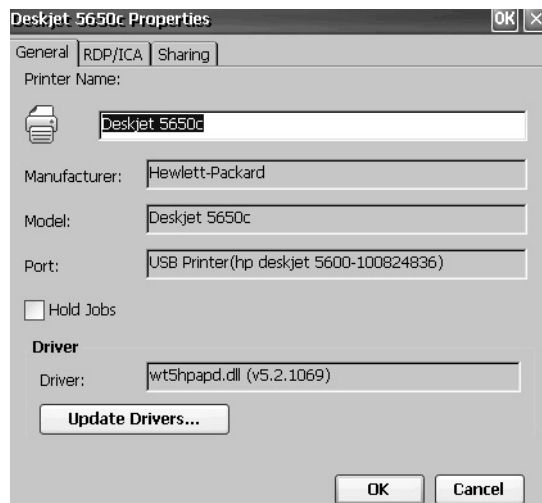 Deskjet 5650c Properties OK ×
General RDP/ICA Sharing
Printer Name:
Deskjet 5650c
Manufacturer: Hewlett-Packard
Model: Deskjet 5650c
Port: USB Printer(hp deskjet 5600-100824836)
Hold Jobs
Driver
Driver: wt5hpapd.dll (v5.2.1069)
Update Drivers...
OK Cancel